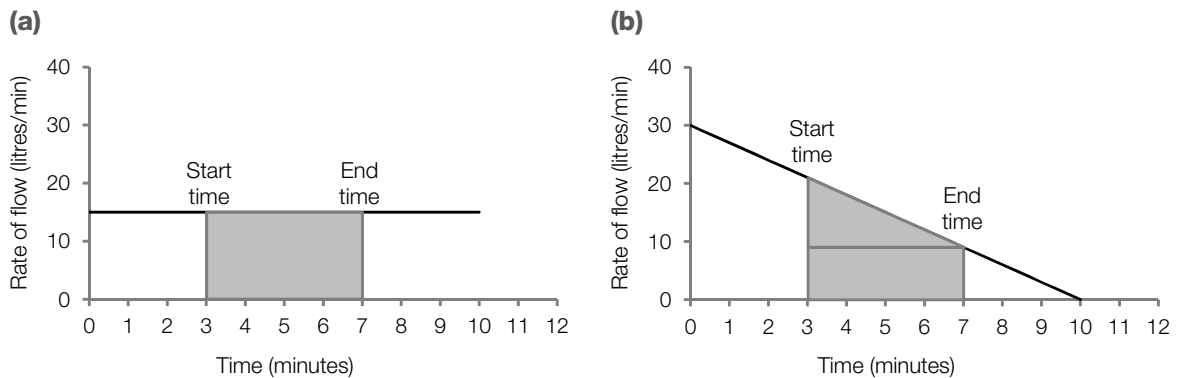 (a)
40
30
20
10
0
Rate of flow (litres/min)
Start
time
End
time
0 1 2 3 4 5 6 7 8 9 10 11 12
Time (minutes)
(b)
40
30
20
10
0
Rate of flow (litres/min)
Start
time
End
time
0 1 2 3 4 5 6 7 8 9 10 11 12
Time (minutes)